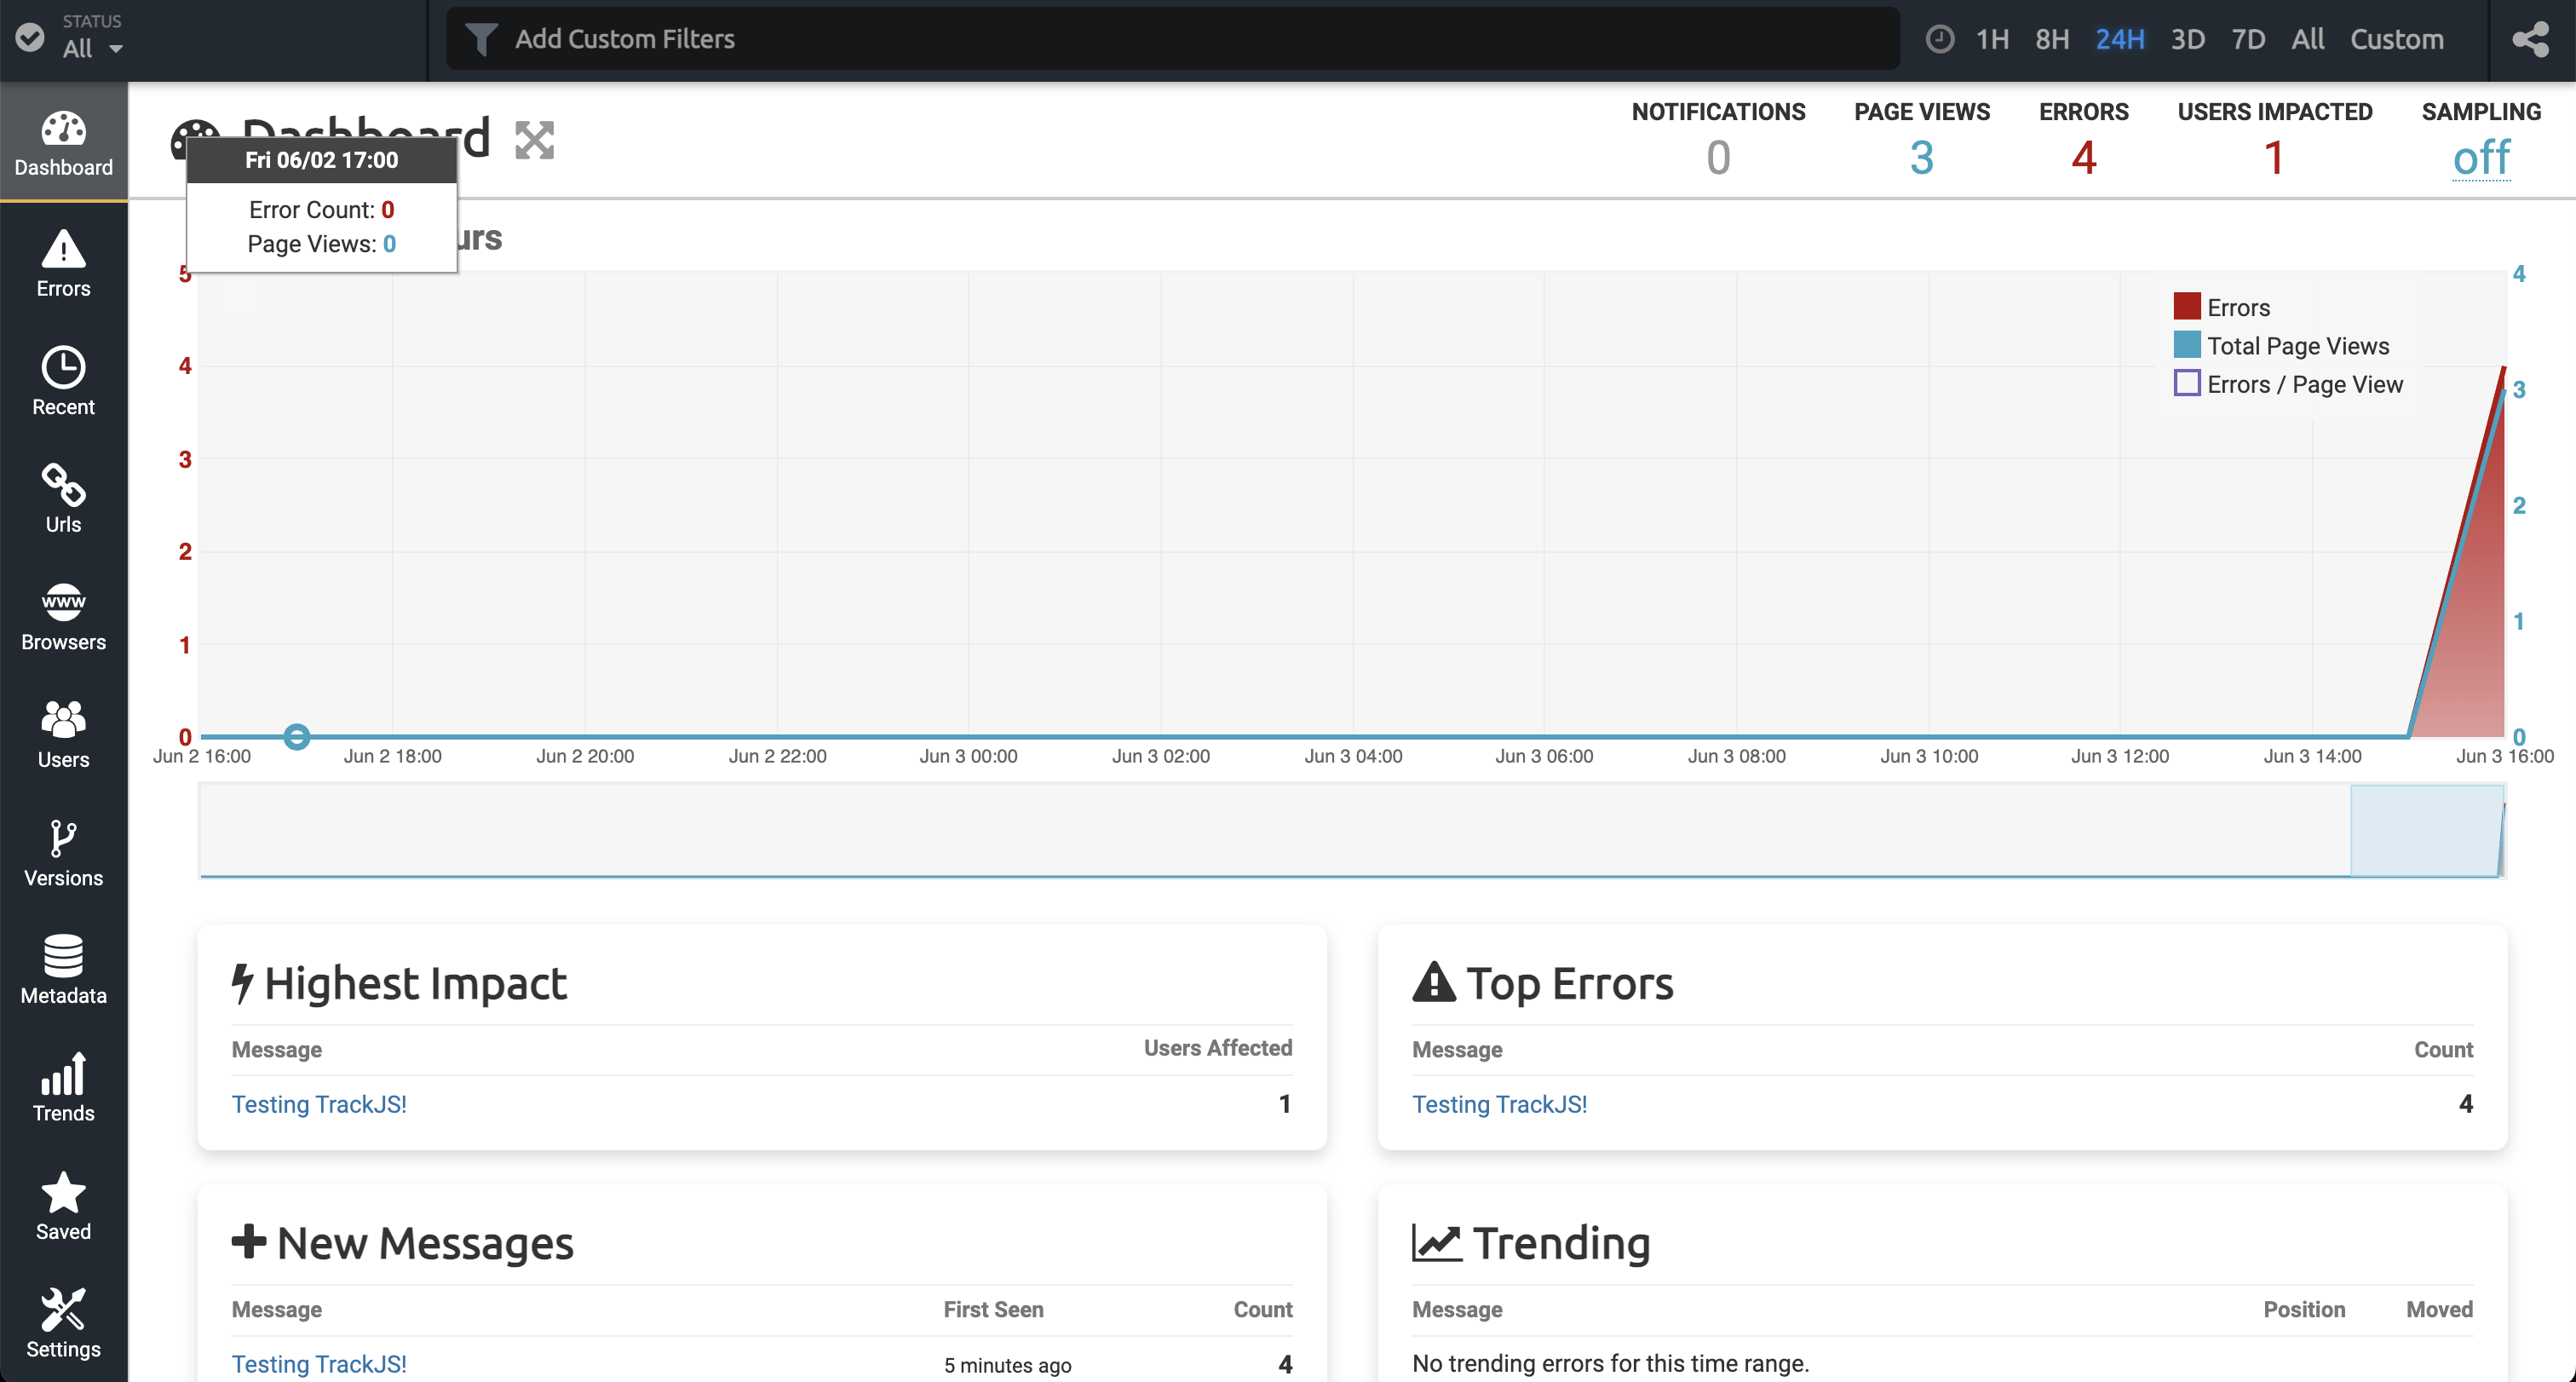 STATUS
All
Add Custom Filters
1H 8H 24H 3D 7D All Custom
Dashboard
Errors
Recent
Urls
WWW
Browsers
Users
Versions
Metadata
Trends
Saved
Settings
Dashboard
NOTIFICATIONS
0
PAGE VIEWS
3
ERRORS
4
USERS IMPACTED
1
SAMPLING
off
Fri 06/02 17:00
Error Count: 0
Page Views: 0
5
4
3
2
1
0
4
3
2
1
0
Errors
Total Page Views
Errors / Page View
Jun 2 16:00 Jun 2 18:00 Jun 2 20:00 Jun 2 22:00 Jun 3 00:00 Jun 3 02:00 Jun 3 04:00 Jun 3 06:00 Jun 3 08:00 Jun 3 10:00 Jun 3 12:00 Jun 3 14:00 Jun 3 16:00
Highest Impact
Message Users Affected
Testing TrackJS! 1
Top Errors
Message Count
Testing TrackJS! 4
New Messages
Message First Seen Count
Testing TrackJS! 5 minutes ago 4
Trending
Message Position Moved
No trending errors for this time range.